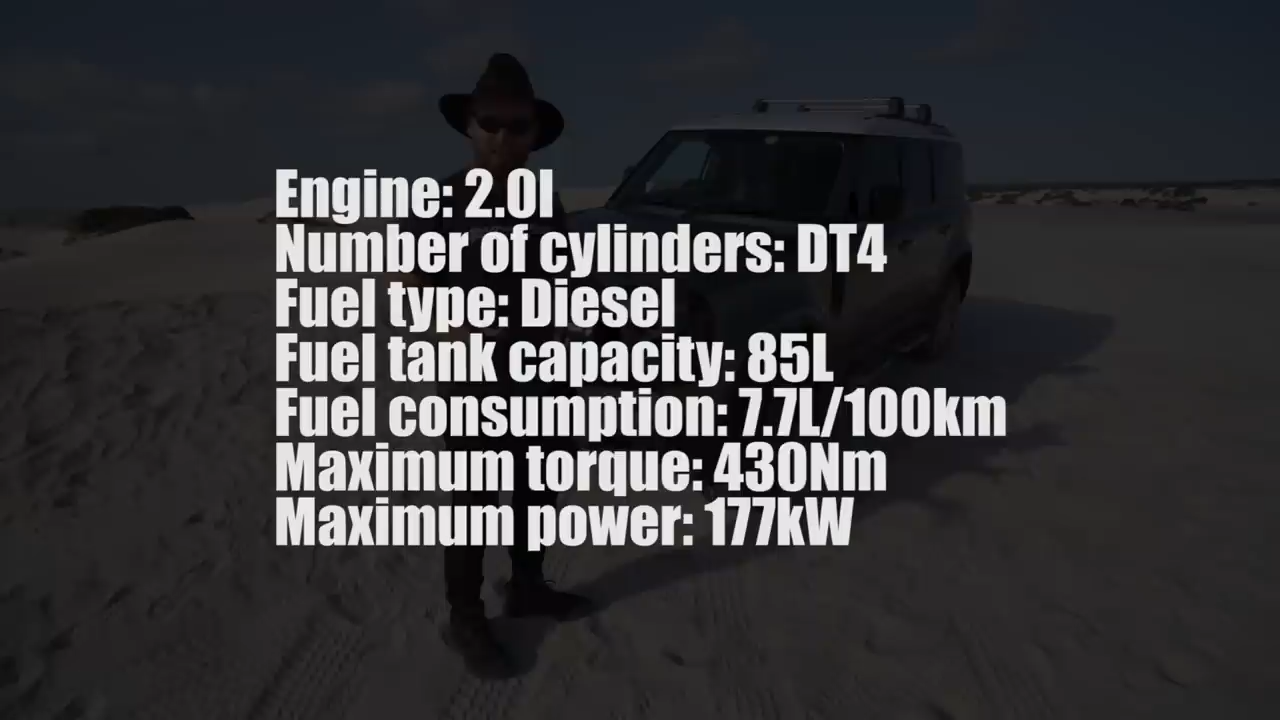 Engine: 2.0l
Number of cylinders: DT4
Fuel type: Diesel
Fuel tank capacity: 85L
Fuel consumption: 7.7L/100km
Maximum torque: 430Nm
Maximum power: 177kW